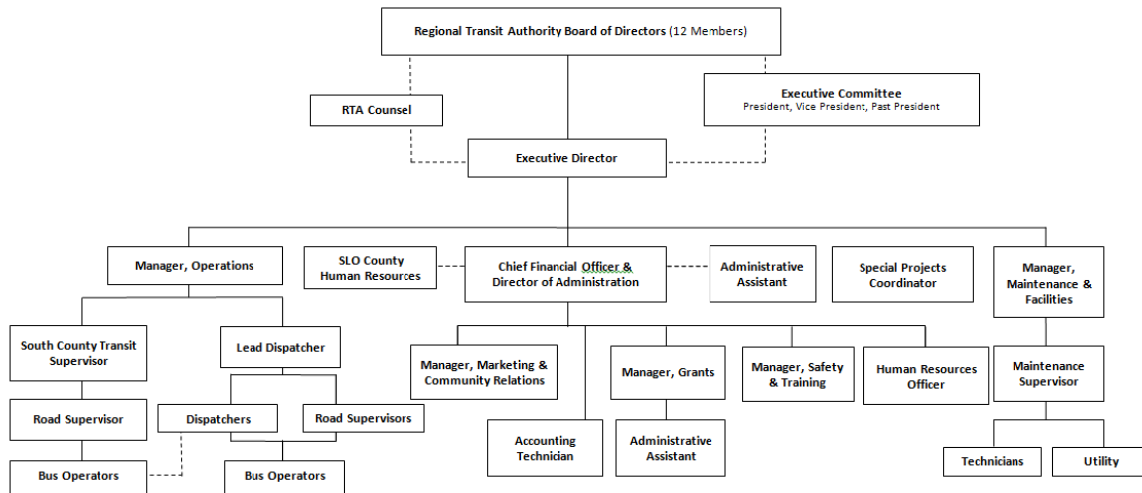 Regional Transit Authority Board of Directors (12 Members)
RTA Counsel
Executive Committee
President, Vice President, Past President
Executive Director
Manager, Operations
SLO County
Human Resources
Chief Financial Officer &
Director of Administration
Administrative
Assistant
Special Projects
Coordinator
Manager,
Maintenance &
Facilities
South County Transit
Supervisor
Lead Dispatcher
Manager, Marketing &
Community Relations
Manager, Grants
Manager, Safety
& Training
Human Resources
Officer
Maintenance
Supervisor
Road Supervisor
Dispatchers
Road Supervisors
Accounting
Technician
Administrative
Assistant
Technicians
Utility
Bus Operators
Bus Operators